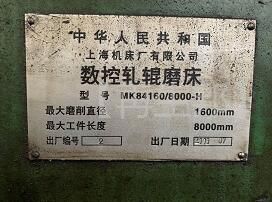 中华人民共和国
上海机床厂有限公司
数控轧辊磨床
型号 MK84160/8000-H
最大磨削直径 1600mm
最大工件长度 8000mm
出厂编号 2 出厂日期 07